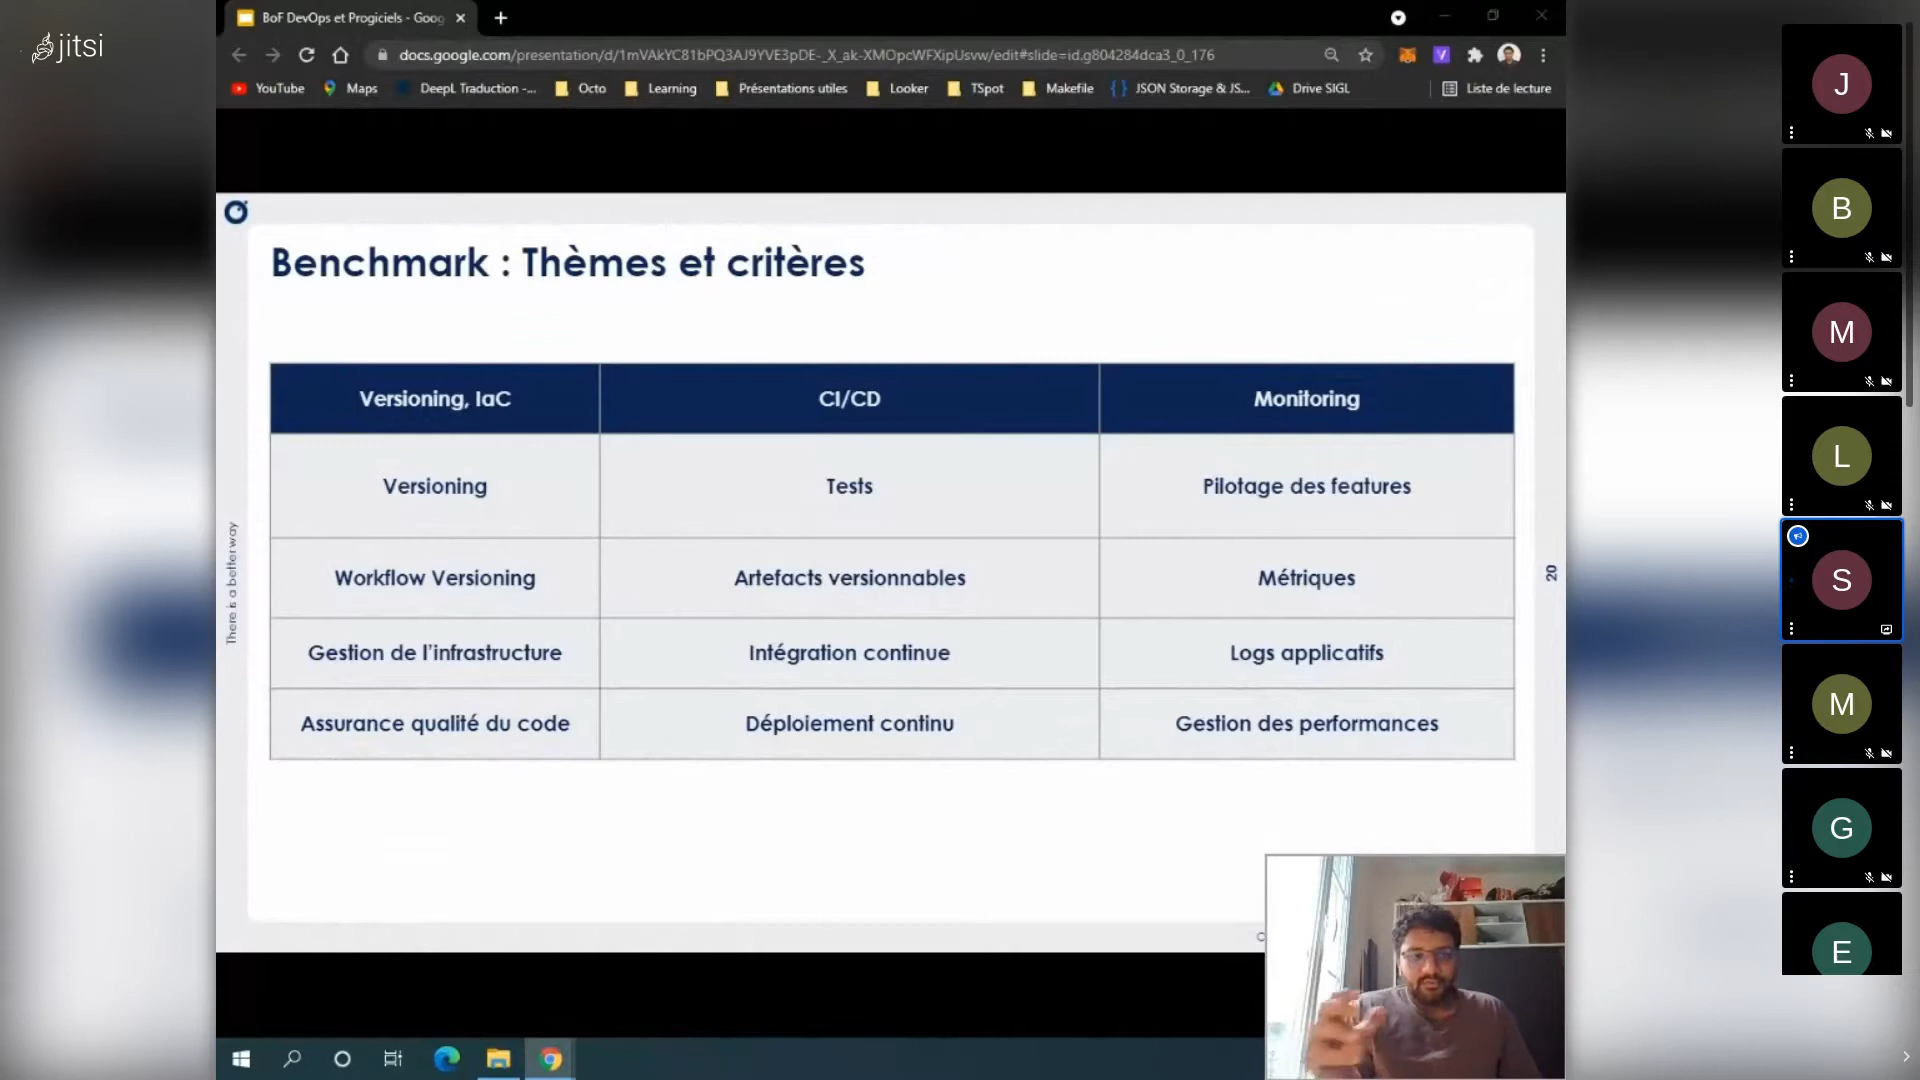 jitsi
BoF DevOps et Progiciels - Goog
docs.google.com/presentation/d/1mVAkYC81bPQ3AJ9YVE3pDE-_X_ak-XMOpcWFXipUsvw/edit#slide=id.g804284dca3_0_176
YouTube Maps DeepL Traduction -... Octo Learning Présentations utiles Looker TSpot Makefile JSON Storage & JS... Drive SIGL Liste de lecture
Benchmark : Thèmes et critères
Versioning, IaC CI/CD Monitoring
Versioning Tests Pilotage des features
Workflow Versioning Artefacts versionnables Métriques
Gestion de l'infrastructure Intégration continue Logs applicatifs
Assurance qualité du code Déploiement continu Gestion des performances
There is a better way
20
J
B
M
L
S
M
G
E